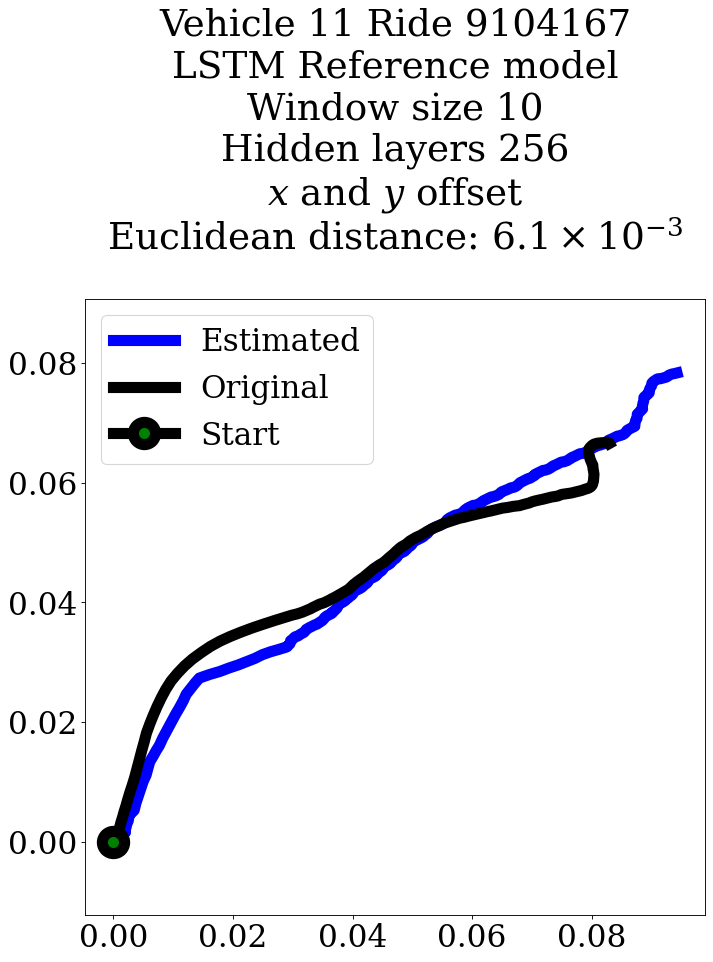 Vehicle 11 Ride 9104167
LSTM Reference model
Window size 10
Hidden layers 256
x and y offset
Euclidean distance: 6.1 × 10⁻³
Estimated
Original
Start
0.08
0.06
0.04
0.02
0.00
0.00 0.02 0.04 0.06 0.08